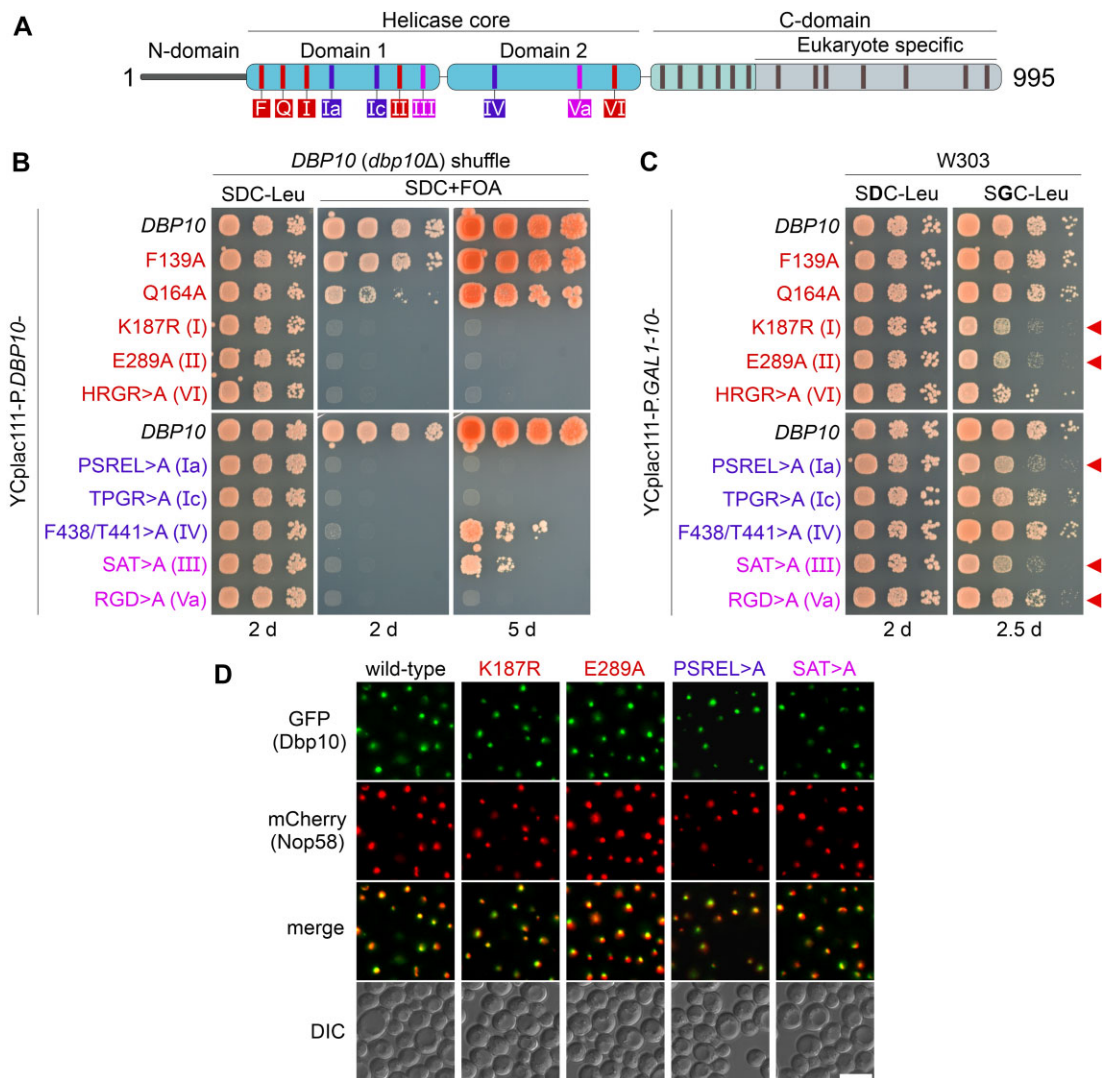 A
Helicase core
C-domain
N-domain
Domain 1
Domain 2
Eukaryote specific
1
995
F Q I Ia Ic II III IV Va VI
B
DBP10 (dbp10Δ) shuffle
SDC-Leu
SDC+FOA
YCplac111-P.DBP10-
DBP10
F139A
Q164A
K187R (I)
E289A (II)
HRGR>A (VI)
DBP10
PSREL>A (Ia)
TPGR>A (Ic)
F438/T441>A (IV)
SAT>A (III)
RGD>A (Va)
2 d
2 d
5 d
C
W303
SDC-Leu
SGC-Leu
YCplac111-P.GAL1-10-
DBP10
F139A
Q164A
K187R (I)
E289A (II)
HRGR>A (VI)
DBP10
PSREL>A (Ia)
TPGR>A (Ic)
F438/T441>A (IV)
SAT>A (III)
RGD>A (Va)
2 d
2.5 d
D
wild-type
K187R
E289A
PSREL>A
SAT>A
GFP
(Dbp10)
mCherry
(Nop58)
merge
DIC